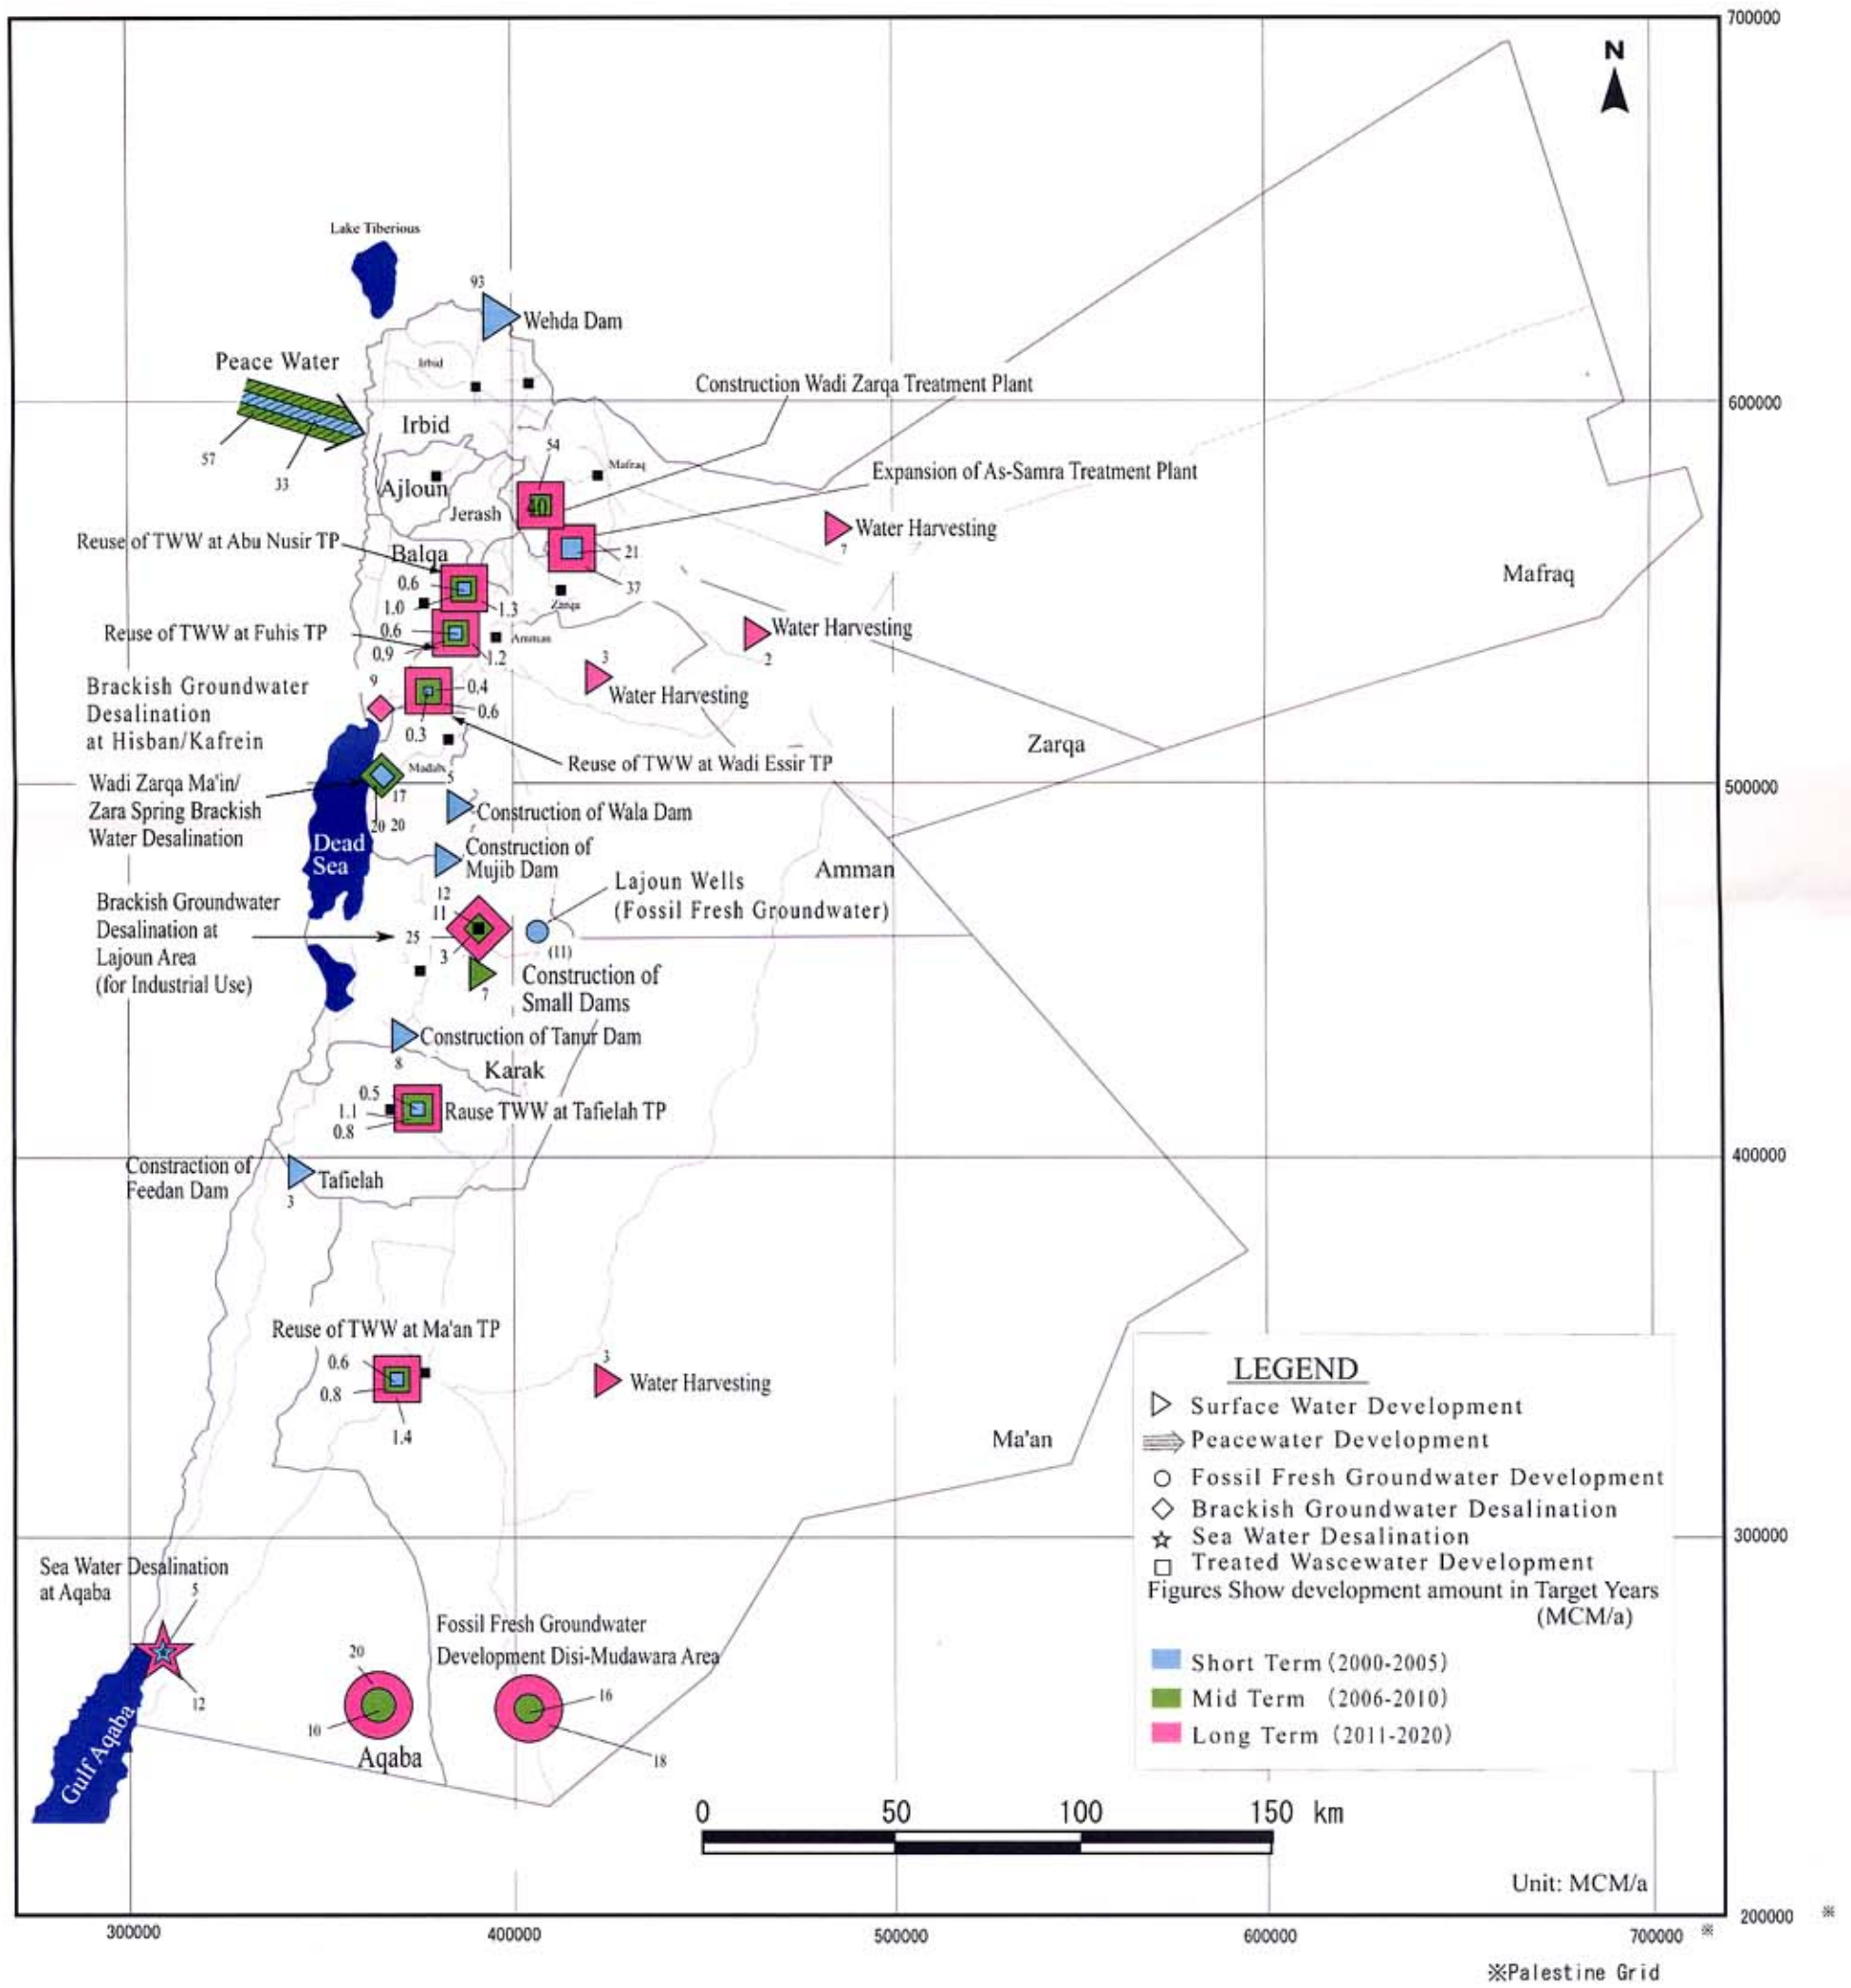 700000
N
Lake Tiberious
93
Wehda Dam
Peace Water
Irbid
Construction Wadi Zarqa Treatment Plant
600000
Irbid
54
57
33
Mafraq
Expansion of As-Samra Treatment Plant
Ajloun
40
Jerash
Water Harvesting
7
Reuse of TWW at Abu Nusir TP
Balqa
21
Mafraq
0.6
37
1.0
1.3
Zarqa
Reuse of TWW at Fuhis TP
0.6
Amman
Water Harvesting
2
0.9
1.2
3
Water Harvesting
9
Brackish Groundwater
Desalination
at Hisban/Kafrein
0.4
0.6
0.3
Zarqa
Reuse of TWW at Wadi Essir TP
Madaba
5
Wadi Zarqa Ma'in/
Zara Spring Brackish
Water Desalination
17
20 20
500000
Construction of Wala Dam
Dead
Sea
Construction of
Mujib Dam
12
Amman
Lajoun Wells
(Fossil Fresh Groundwater)
Brackish Groundwater
Desalination at
Lajoun Area
(for Industrial Use)
11
25
3
(11)
Construction of
Small Dams
7
Construction of Tanur Dam
8
Karak
0.5
1.1
0.8
Rause TWW at Tafielah TP
400000
Constraction of
Feedan Dam
Tafielah
3
Reuse of TWW at Ma'an TP
0.6
0.8
1.4
3
Water Harvesting
Ma'an
LEGEND
Surface Water Development
Peacewater Development
Fossil Fresh Groundwater Development
Brackish Groundwater Desalination
Sea Water Desalination
Treated Wascewater Development
Figures Show development amount in Target Years
(MCM/a)
Short Term (2000-2005)
Mid Term (2006-2010)
Long Term (2011-2020)
300000
Sea Water Desalination
at Aqaba
5
12
Fossil Fresh Groundwater
Development Disi-Mudawara Area
20
10
16
18
Aqaba
Gulf Aqaba
0 50 100 150 km
Unit: MCM/a
200000 ※
300000 400000 500000 600000 700000 ※
※Palestine Grid